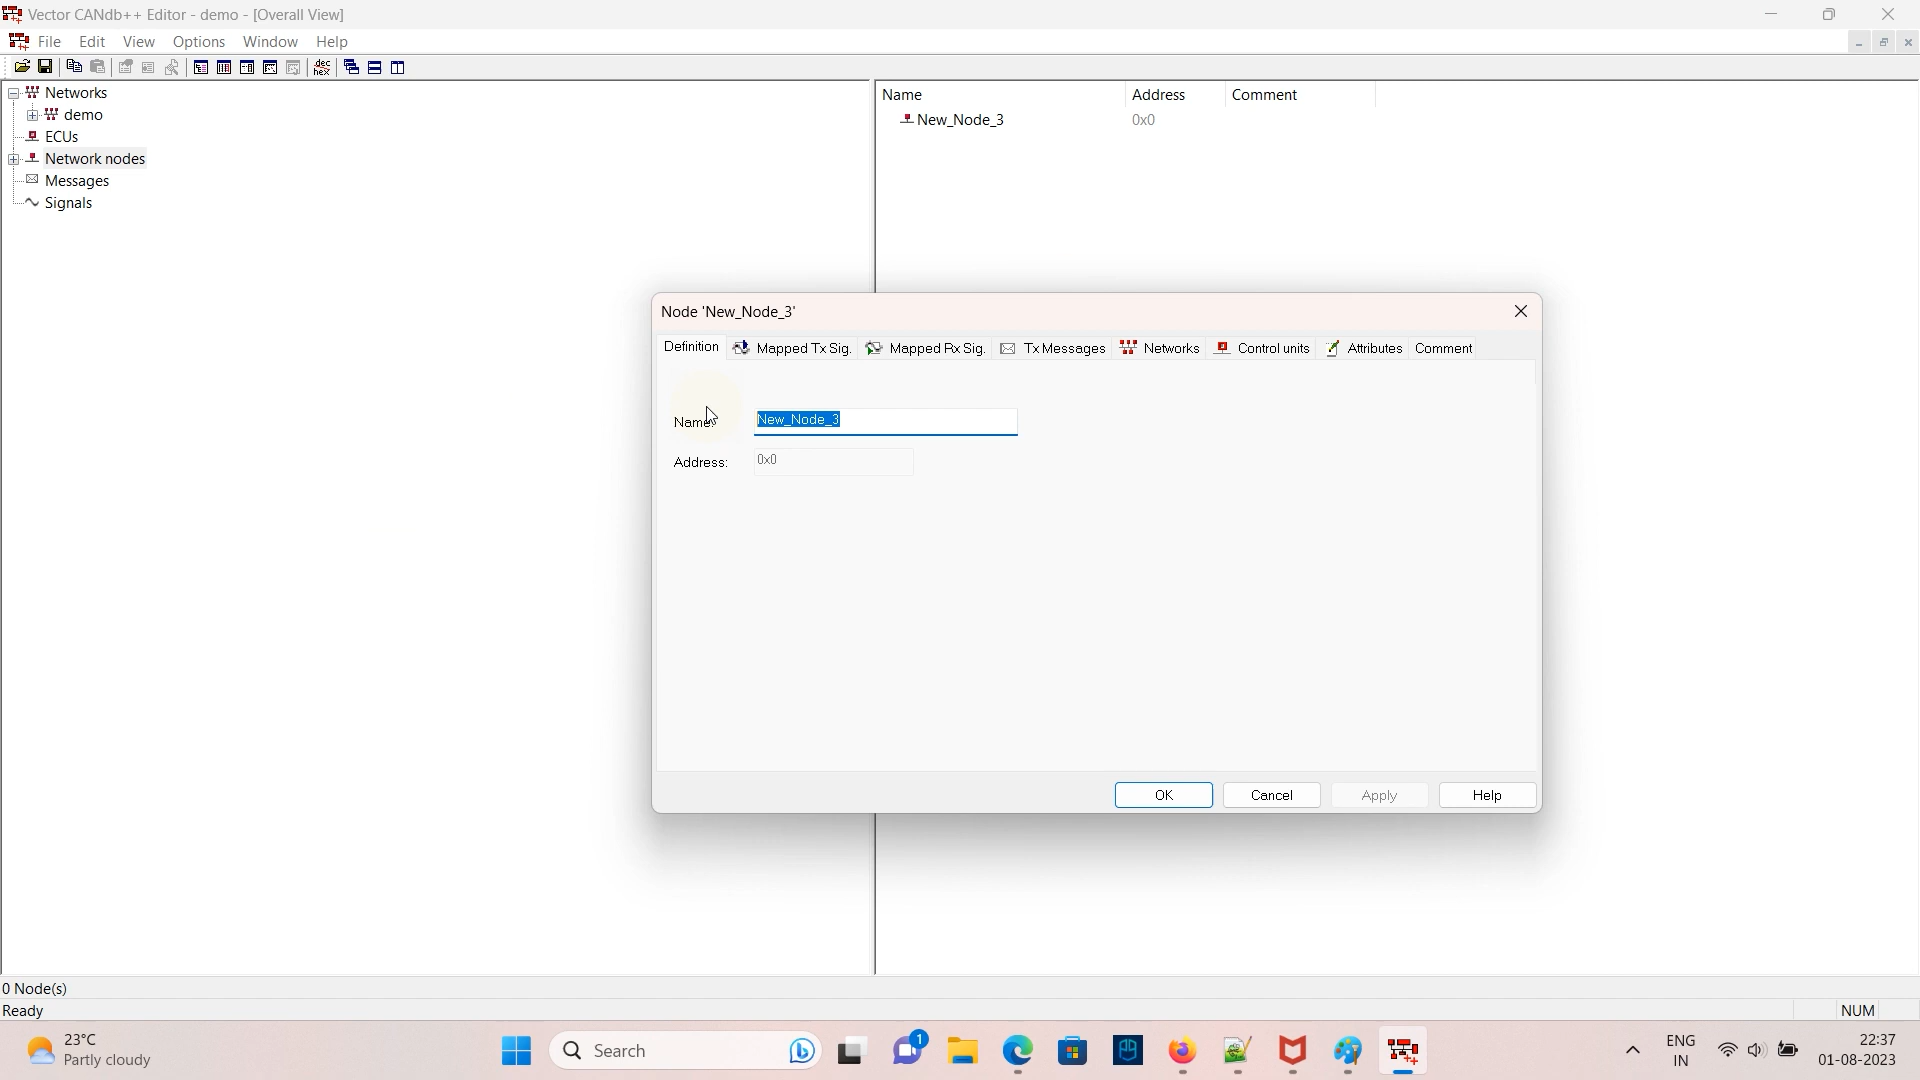 Vector CANdb++ Editor - demo - [Overall View]
File Edit View Options Window Help
dec
hex
Networks
demo
ECUs
Network nodes
Messages
Signals
Name Address Comment
New_Node_3 0x0
Node 'New_Node_3'
Definition Mapped Tx Sig. Mapped Rx Sig. Tx Messages Networks Control units Attributes Comment
Name: New_Node_3
Address: 0x0
OK Cancel Apply Help
0 Node(s)
Ready NUM
23°C
Partly cloudy
Search
1
ENG
IN
22:37
01-08-2023